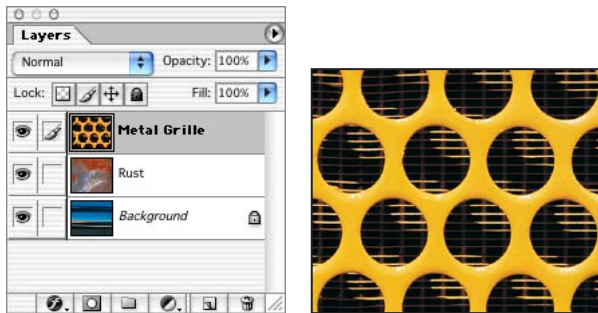 Layers
Normal Opacity: 100%
Lock: Fill: 100%
Metal Grille
Rust
Background